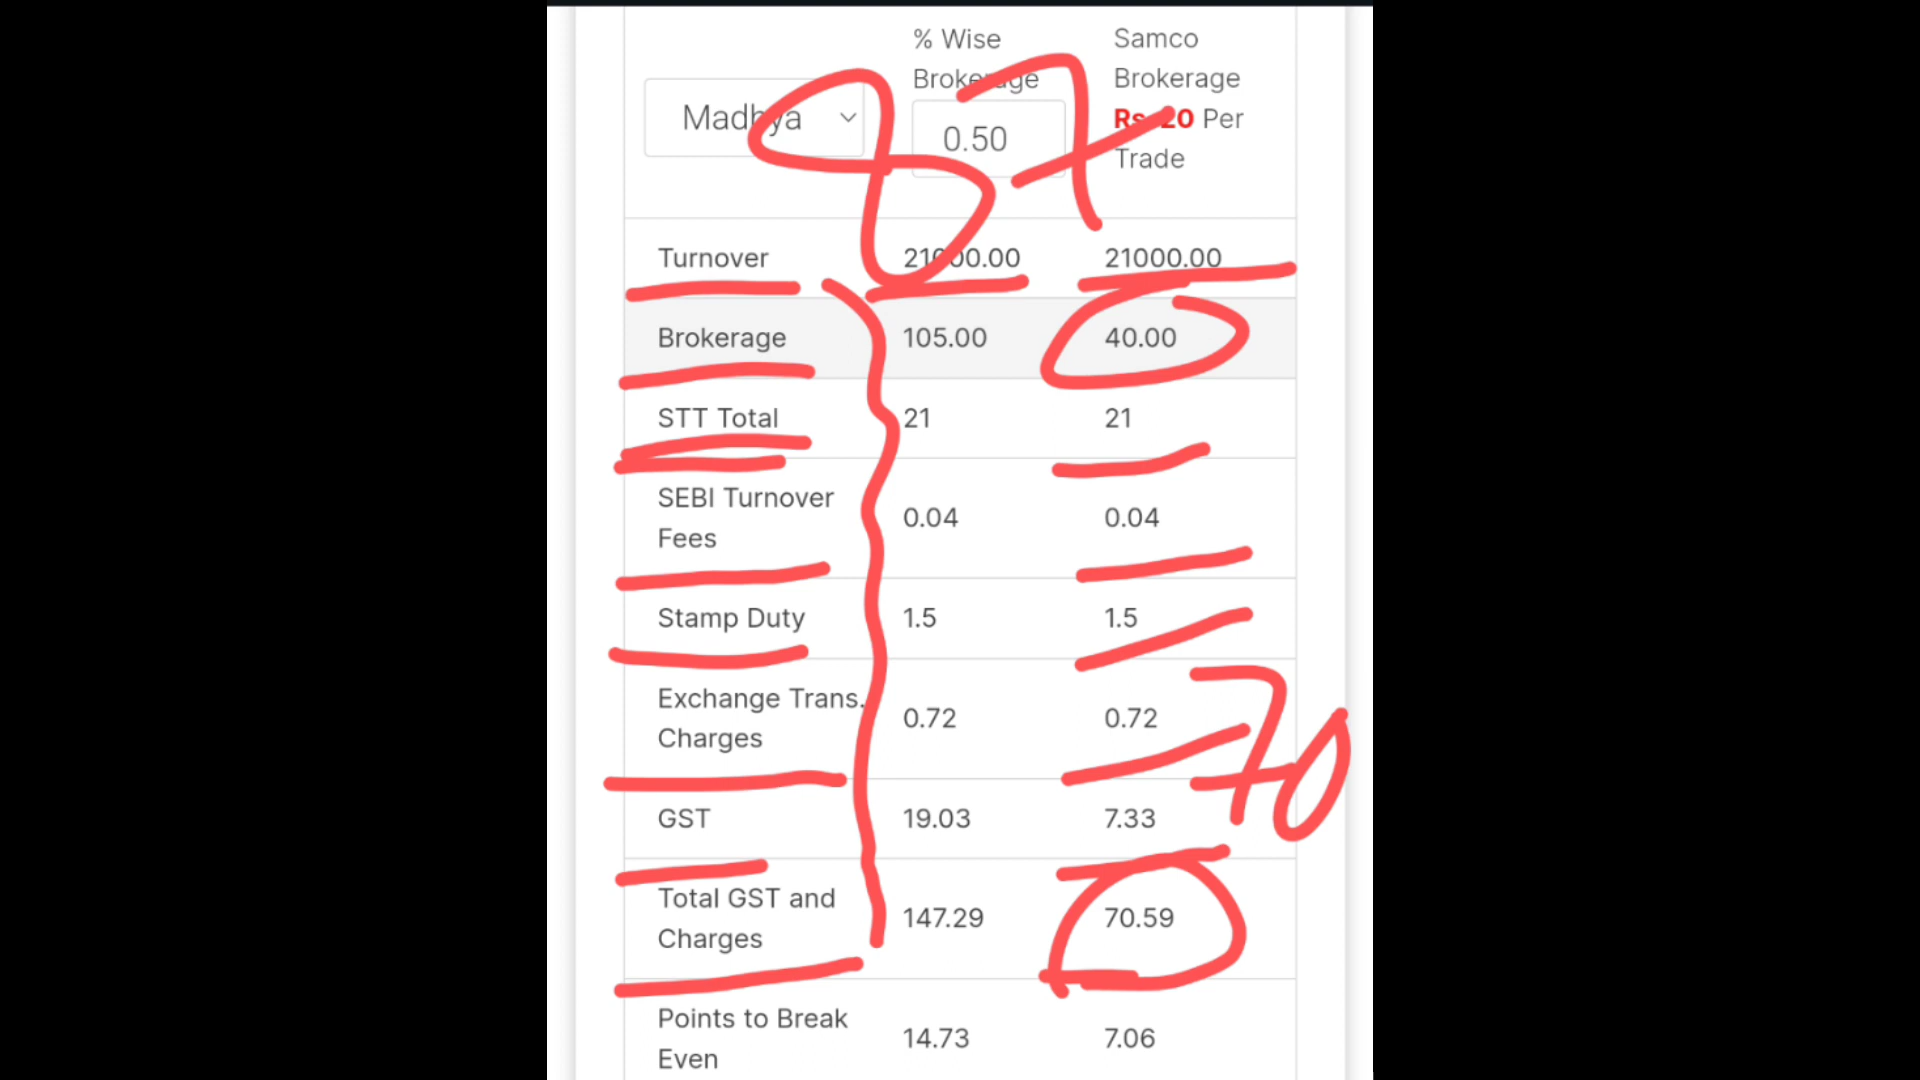 % Wise
Brokerage
Samco
Brokerage
Rs. 20 Per
Trade
Madhya
0.50
87
Turnover 21000.00 21000.00
Brokerage 105.00 40.00
STT Total 21 21
SEBI Turnover
Fees 0.04 0.04
Stamp Duty 1.5 1.5
Exchange Trans.
Charges 0.72 0.72
70
GST 19.03 7.33
Total GST and
Charges 147.29 70.59
Points to Break
Even 14.73 7.06